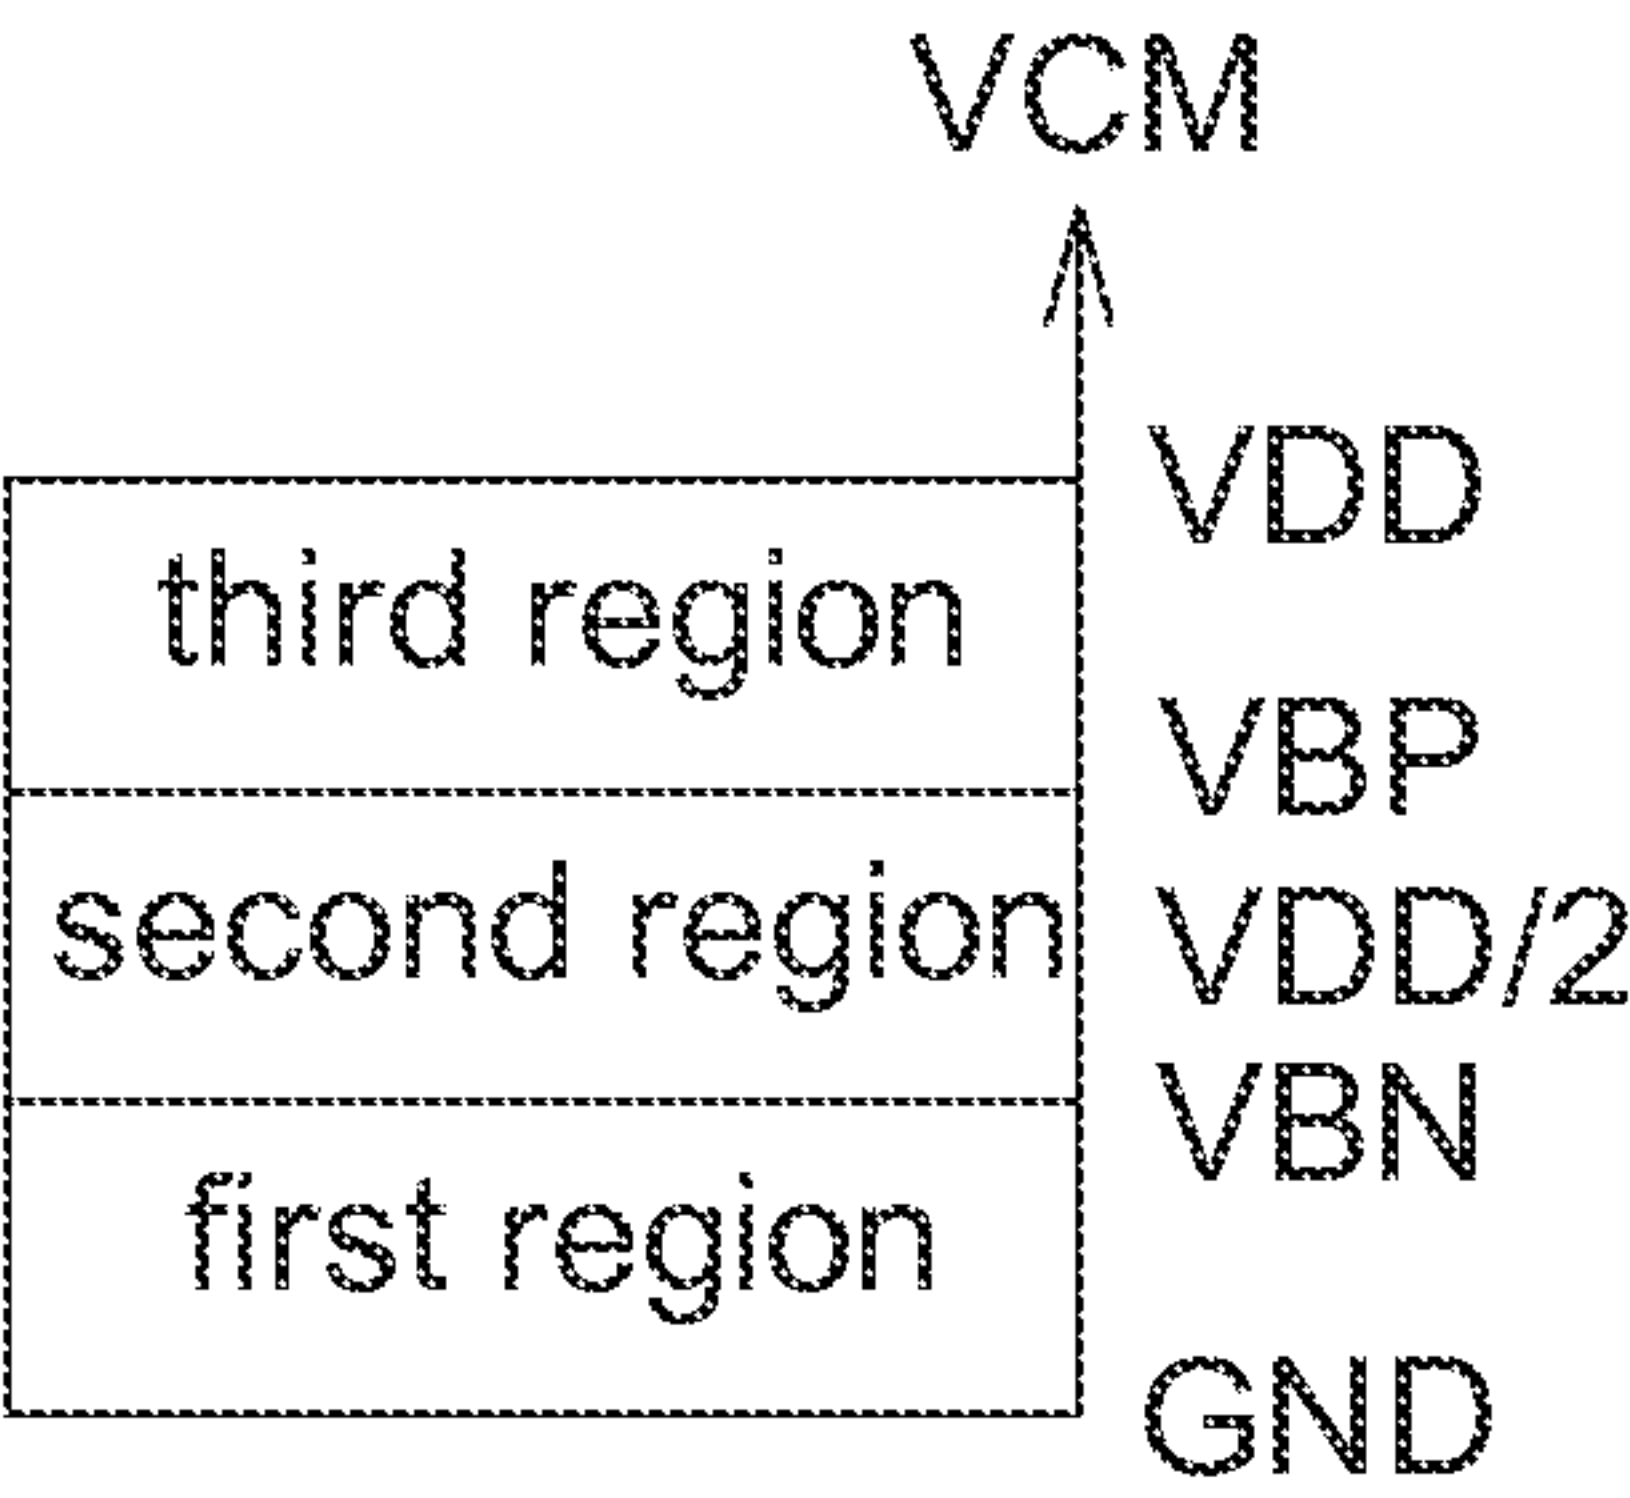 VCM
VDD
third region
VBP
second region
VDD/2
VBN
first region
GND